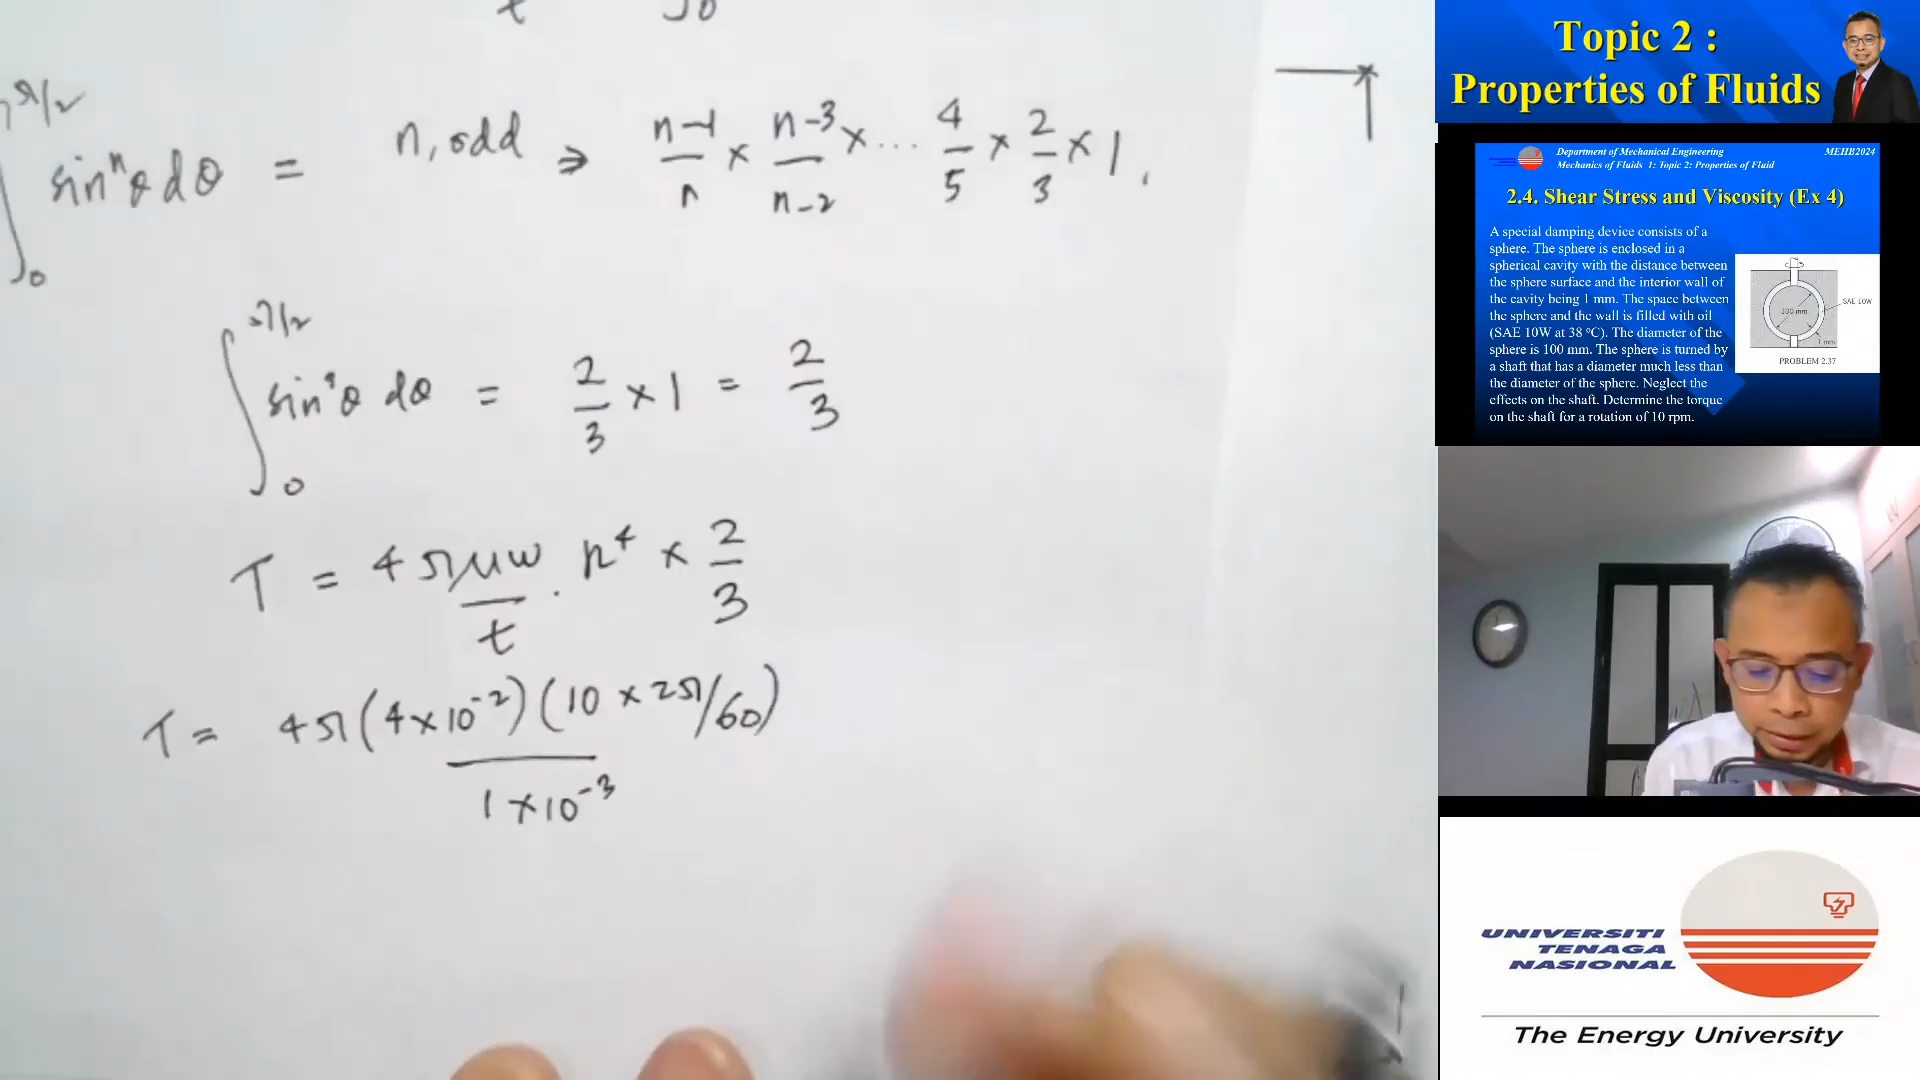 t ∫0
∫0^π/2 sin^n θ dθ = n, odd ⇒ n-1/n × n-3/n-2 × ... 4/5 × 2/3 × 1,
∫0^π/2 sin³θ dθ = 2/3 × 1 = 2/3
T = 4πμω/t . R⁴ × 2/3
T = 4π(4×10⁻²)(10 × 2π/60)/1×10⁻³
Topic 2 :
Properties of Fluids
Department of Mechanical Engineering MEHB2024
Mechanics of Fluids 1: Topic 2: Properties of Fluid
2.4. Shear Stress and Viscosity (Ex 4)
A special damping device consists of a
sphere. The sphere is enclosed in a
spherical cavity with the distance between
the sphere surface and the interior wall of
the cavity being 1 mm. The space between
the sphere and the wall is filled with oil
(SAE 10W at 38 °C). The diameter of the
sphere is 100 mm. The sphere is turned by
a shaft that has a diameter much less than
the diameter of the sphere. Neglect the
effects on the shaft. Determine the torque
on the shaft for a rotation of 10 rpm.
SAE 10W
100 mm
1 mm
PROBLEM 2.37
UNIVERSITI
TENAGA
NASIONAL
The Energy University